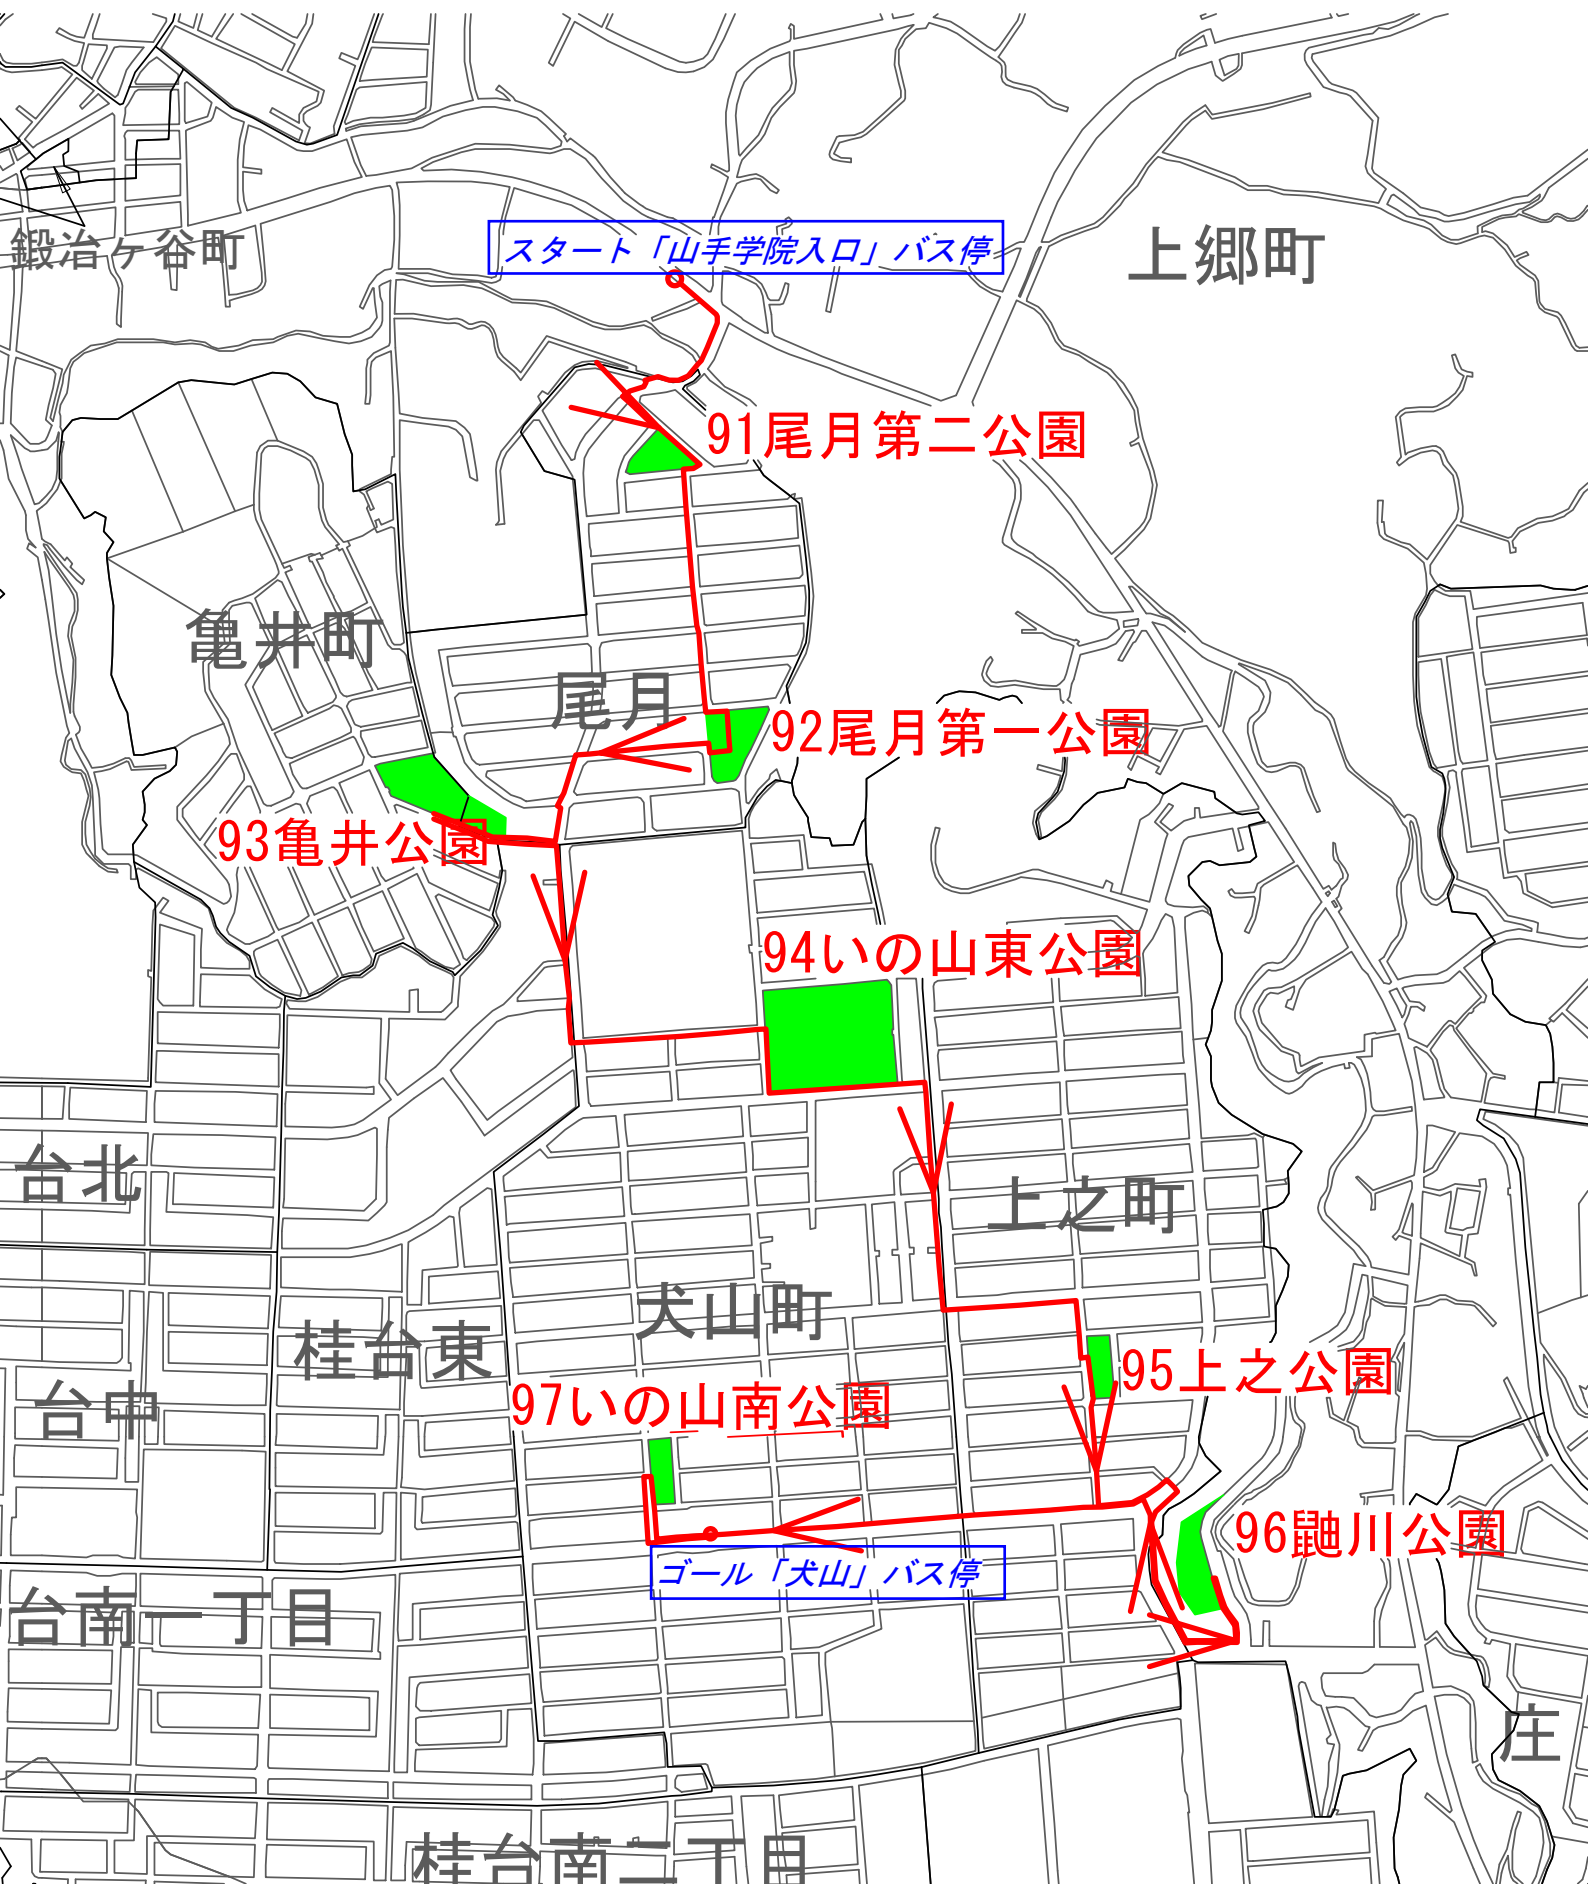 鍛冶ヶ谷町
スタート「山手学院入口」バス停
上郷町
91尾月第二公園
亀井町
尾月
92尾月第一公園
93亀井公園
94いの山東公園
台北
上之町
犬山町
桂台東
95上之公園
台中
97いの山南公園
96鼬川公園
ゴール「犬山」バス停
台南一丁目
庄
桂台南二丁目